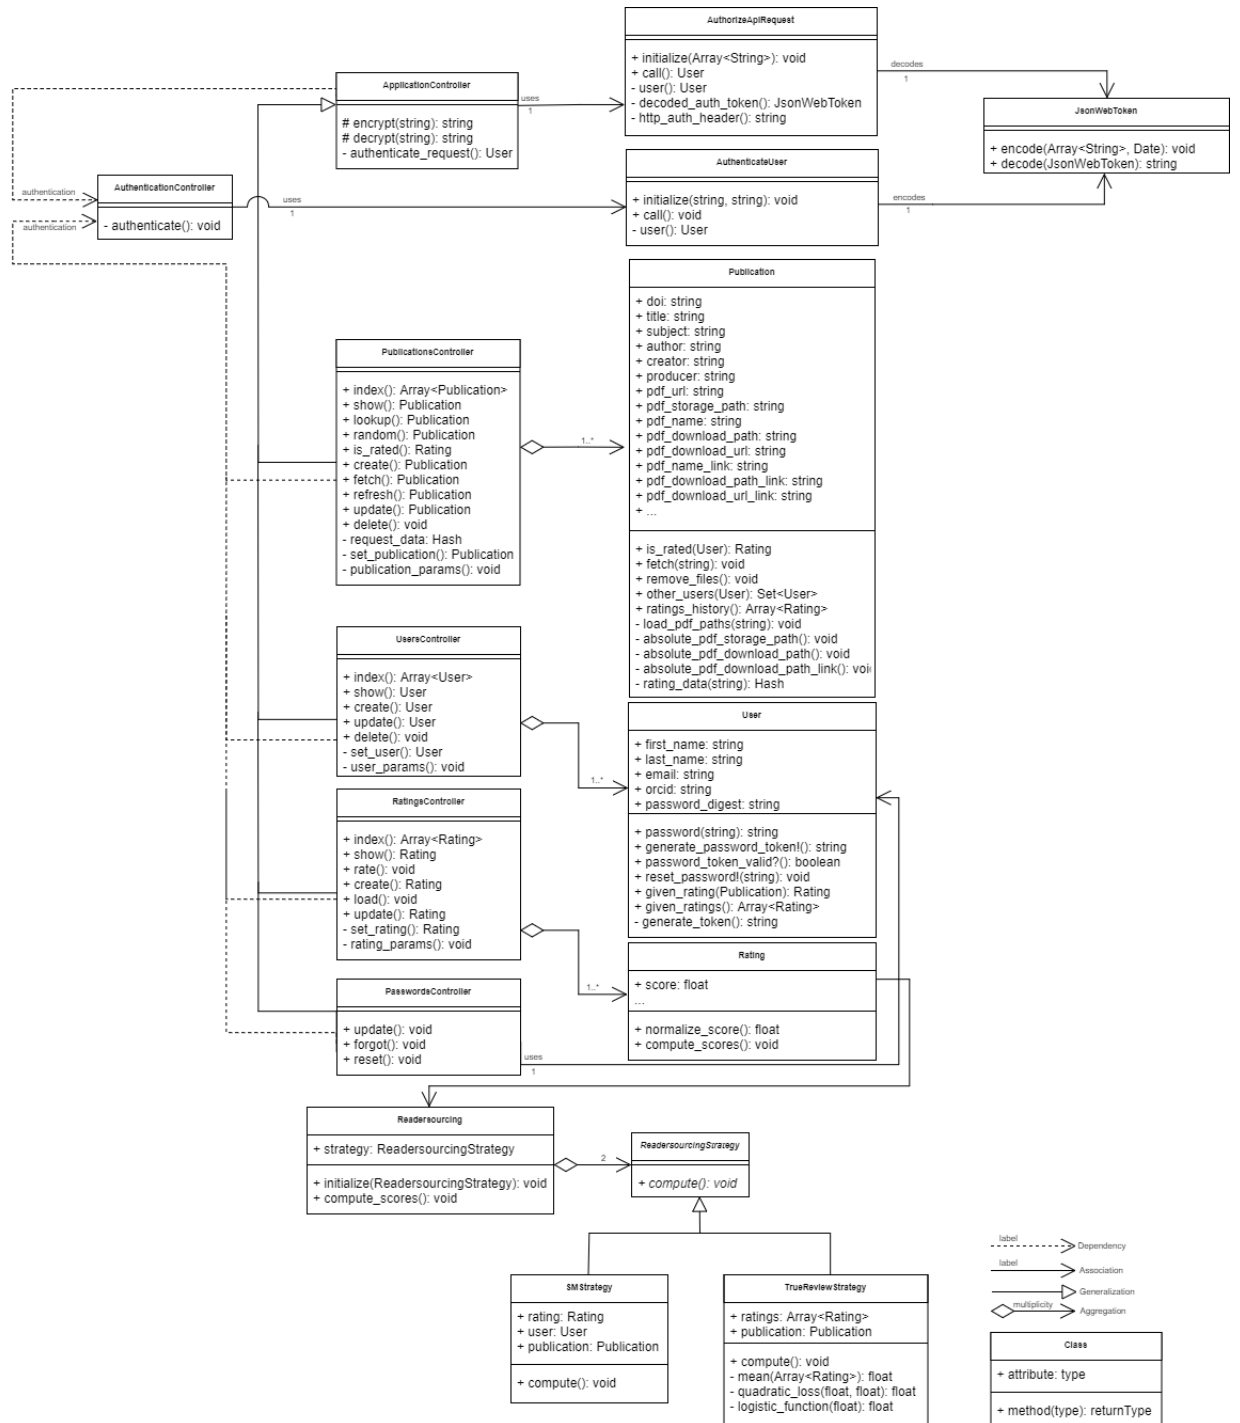 AuthorizeApiRequest
+ initialize(Array<String>): void
+ call(): User
- user(): User
- decoded_auth_token(): JsonWebToken
- http_auth_header(): string
decodes
1
ApplicationController
# encrypt(string): string
# decrypt(string): string
- authenticate_request(): User
uses
1
JsonWebToken
+ encode(Array<String>, Date): void
+ decode(JsonWebToken): string
AuthenticateUser
+ initialize(string, string): void
+ call(): void
- user(): User
encodes
1
authentication
AuthenticationController
- authenticate(): void
uses
1
authentication
Publication
+ doi: string
+ title: string
+ subject: string
+ author: string
+ creator: string
+ producer: string
+ pdf_url: string
+ pdf_storage_path: string
+ pdf_name: string
+ pdf_download_path: string
+ pdf_download_url: string
+ pdf_name_link: string
+ pdf_download_path_link: string
+ pdf_download_url_link: string
+ ...
+ is_rated(User): Rating
+ fetch(string): void
+ remove_files(): void
+ other_users(User): Set<User>
+ ratings_history(): Array<Rating>
- load_pdf_paths(string): void
- absolute_pdf_storage_path(): void
- absolute_pdf_download_path(): void
- absolute_pdf_download_path_link(): voi
- rating_data(string): Hash
PublicationsController
+ index(): Array<Publication>
+ show(): Publication
+ lookup(): Publication
+ random(): Publication
+ is_rated(): Rating
+ create(): Publication
+ fetch(): Publication
+ refresh(): Publication
+ update(): Publication
+ delete(): void
- request_data: Hash
- set_publication(): Publication
- publication_params(): void
1..*
UsersController
+ index(): Array<User>
+ show(): User
+ create(): User
+ update(): User
+ delete(): void
- set_user(): User
- user_params(): void
1..*
User
+ first_name: string
+ last_name: string
+ email: string
+ orcid: string
+ password_digest: string
+ password(string): string
+ generate_password_token!(): string
+ password_token_valid?(): boolean
+ reset_password!(string): void
+ given_rating(Publication): Rating
+ given_ratings(): Array<Rating>
- generate_token(): string
RatingsController
+ index(): Array<Rating>
+ show(): Rating
+ rate(): void
+ create(): Rating
+ load(): void
+ update(): Rating
- set_rating(): Rating
- rating_params(): void
1..*
Rating
+ score: float
...
+ normalize_score(): float
+ compute_scores(): void
PasswordsController
+ update(): void
+ forgot(): void
+ reset(): void
uses
1
Readersourcing
+ strategy: ReadersourcingStrategy
+ initialize(ReadersourcingStrategy): void
+ compute_scores(): void
2
ReadersourcingStrategy
+ compute(): void
SMStrategy
+ rating: Rating
+ user: User
+ publication: Publication
+ compute(): void
TrueReviewStrategy
+ ratings: Array<Rating>
+ publication: Publication
+ compute(): void
- mean(Array<Rating>): float
- quadratic_loss(float, float): float
- logistic_function(float): float
label
Dependency
label
Association
Generalization
multiplicity
Aggregation
Class
+ attribute: type
+ method(type): returnType